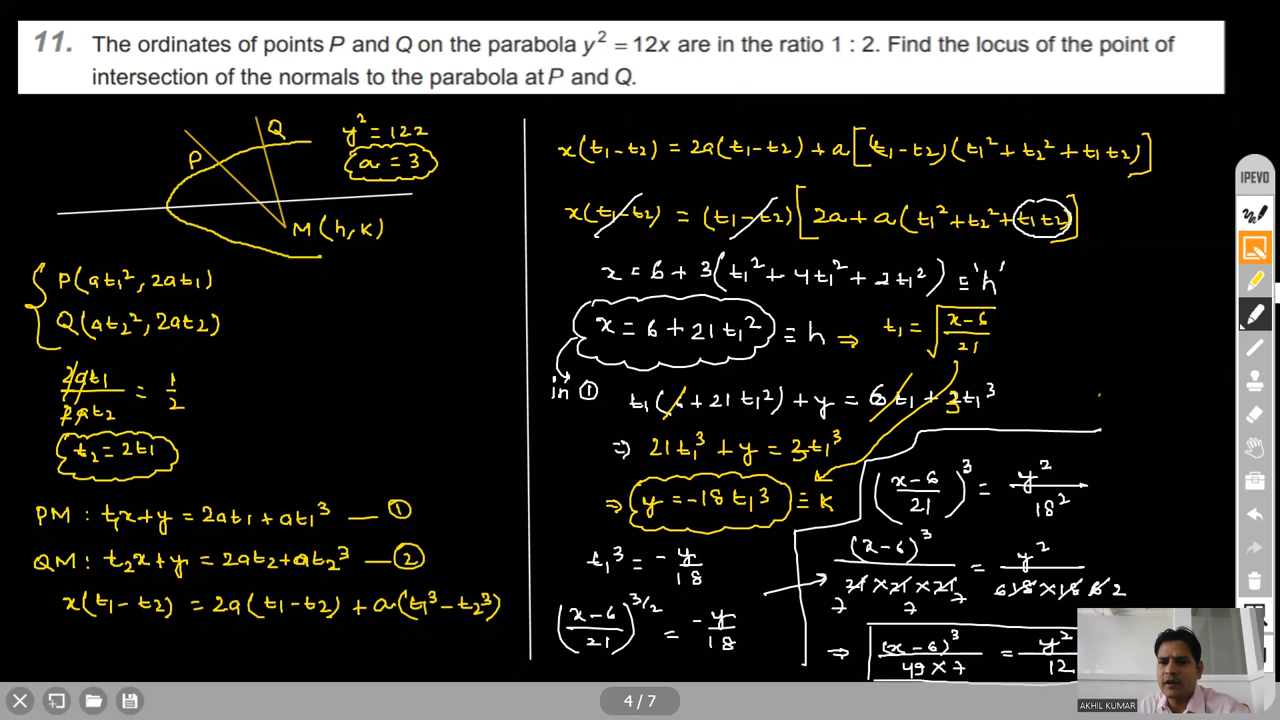 11. The ordinates of points P and Q on the parabola y² = 12x are in the ratio 1 : 2. Find the locus of the point of
intersection of the normals to the parabola at P and Q.
Q
P
y² = 12x
a = 3
M(h, k)
P(at₁², 2at₁)
Q(at₂², 2at₂)
2at₁/2at₂ = 1/2
t₂ = 2t₁
PM : t₁x + y = 2at₁ + at₁³ — ①
QM : t₂x + y = 2at₂ + at₂³ — ②
x(t₁ - t₂) = 2a(t₁ - t₂) + a(t₁³ - t₂³)
x(t₁ - t₂) = 2a(t₁ - t₂) + a[(t₁ - t₂)(t₁² + t₂² + t₁t₂)]
x(t₁ - t₂) = (t₁ - t₂)[2a + a(t₁² + t₂² + t₁t₂)]
x = 6 + 3(t₁² + 4t₁² + 2t₁²) ≡ 'h'
x = 6 + 21t₁² ≡ h ⇒ t₁ = √((x-6)/21)
in ① t₁(6 + 21t₁²) + y = 6t₁ + 3t₁³
⇒ 21t₁³ + y = 3t₁³
⇒ y = -18t₁³ ≡ k
t₁³ = -y/18
((x-6)/21)^(3/2) = -y/18
((x-6)/21)³ = y²/18²
(x-6)³/(21×21×21) = y²/(18×18)
7 7 7 6 6 2
⇒ (x-6)³/(49×7) = y²/12
4 / 7
IPEVO
AKHIL KUMAR